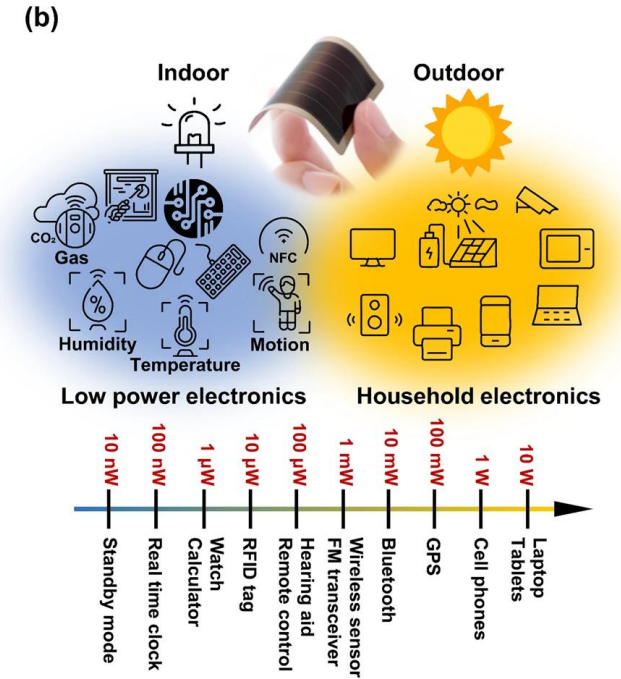 (b)
Indoor
Outdoor
CO₂
Gas
NFC
Humidity
Temperature
Motion
Low power electronics
Household electronics
10 nW
100 nW
1 µW
10 µW
100 µW
1 mW
10 mW
100 mW
1 W
10 W
Standby mode
Real time clock
Watch
Calculator
RFID tag
Hearing aid
Remote control
Wireless sensor
FM transceiver
Bluetooth
GPS
Cell phones
Laptop
Tablets